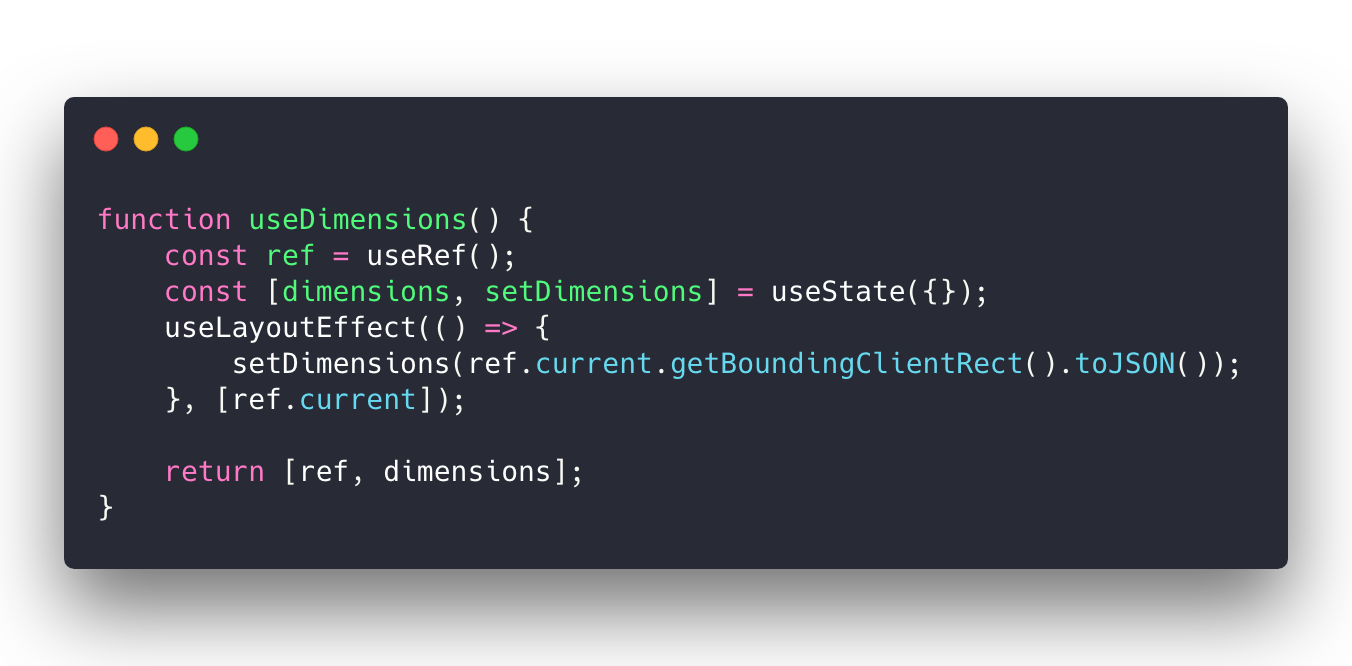 function useDimensions() {
    const ref = useRef();
    const [dimensions, setDimensions] = useState({});
    useLayoutEffect(() => {
        setDimensions(ref.current.getBoundingClientRect().toJSON());
    }, [ref.current]);

    return [ref, dimensions];
}